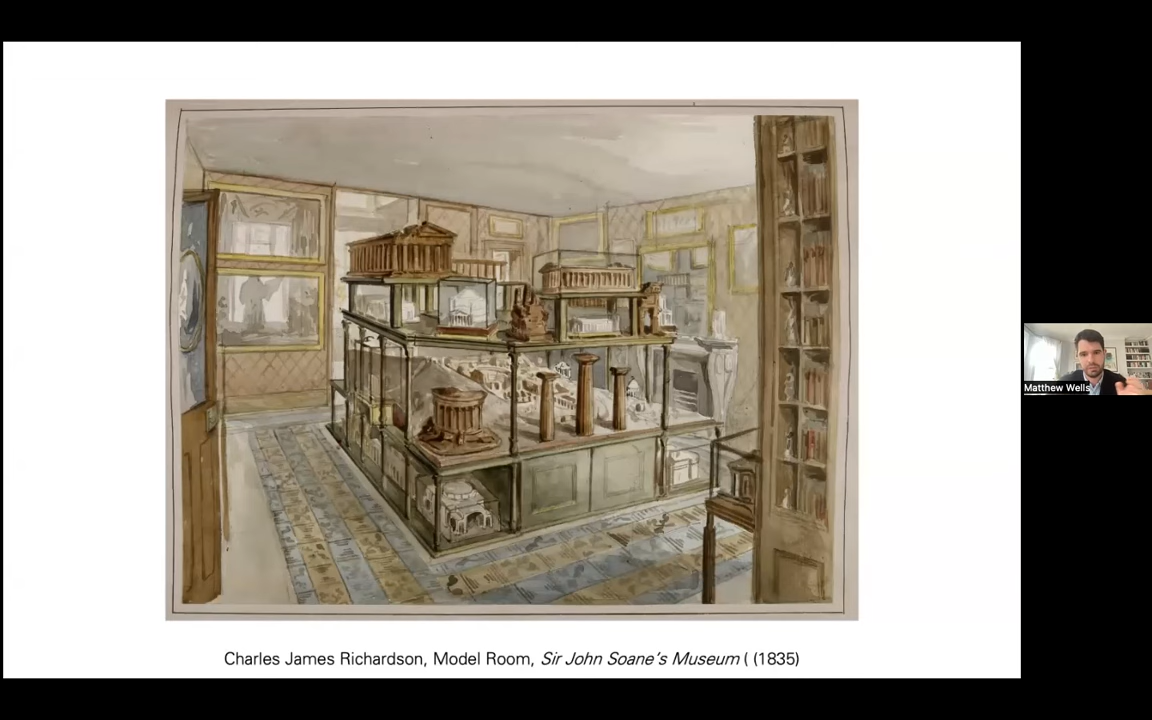 Matthew Wells
Charles James Richardson, Model Room, Sir John Soane's Museum ( (1835)